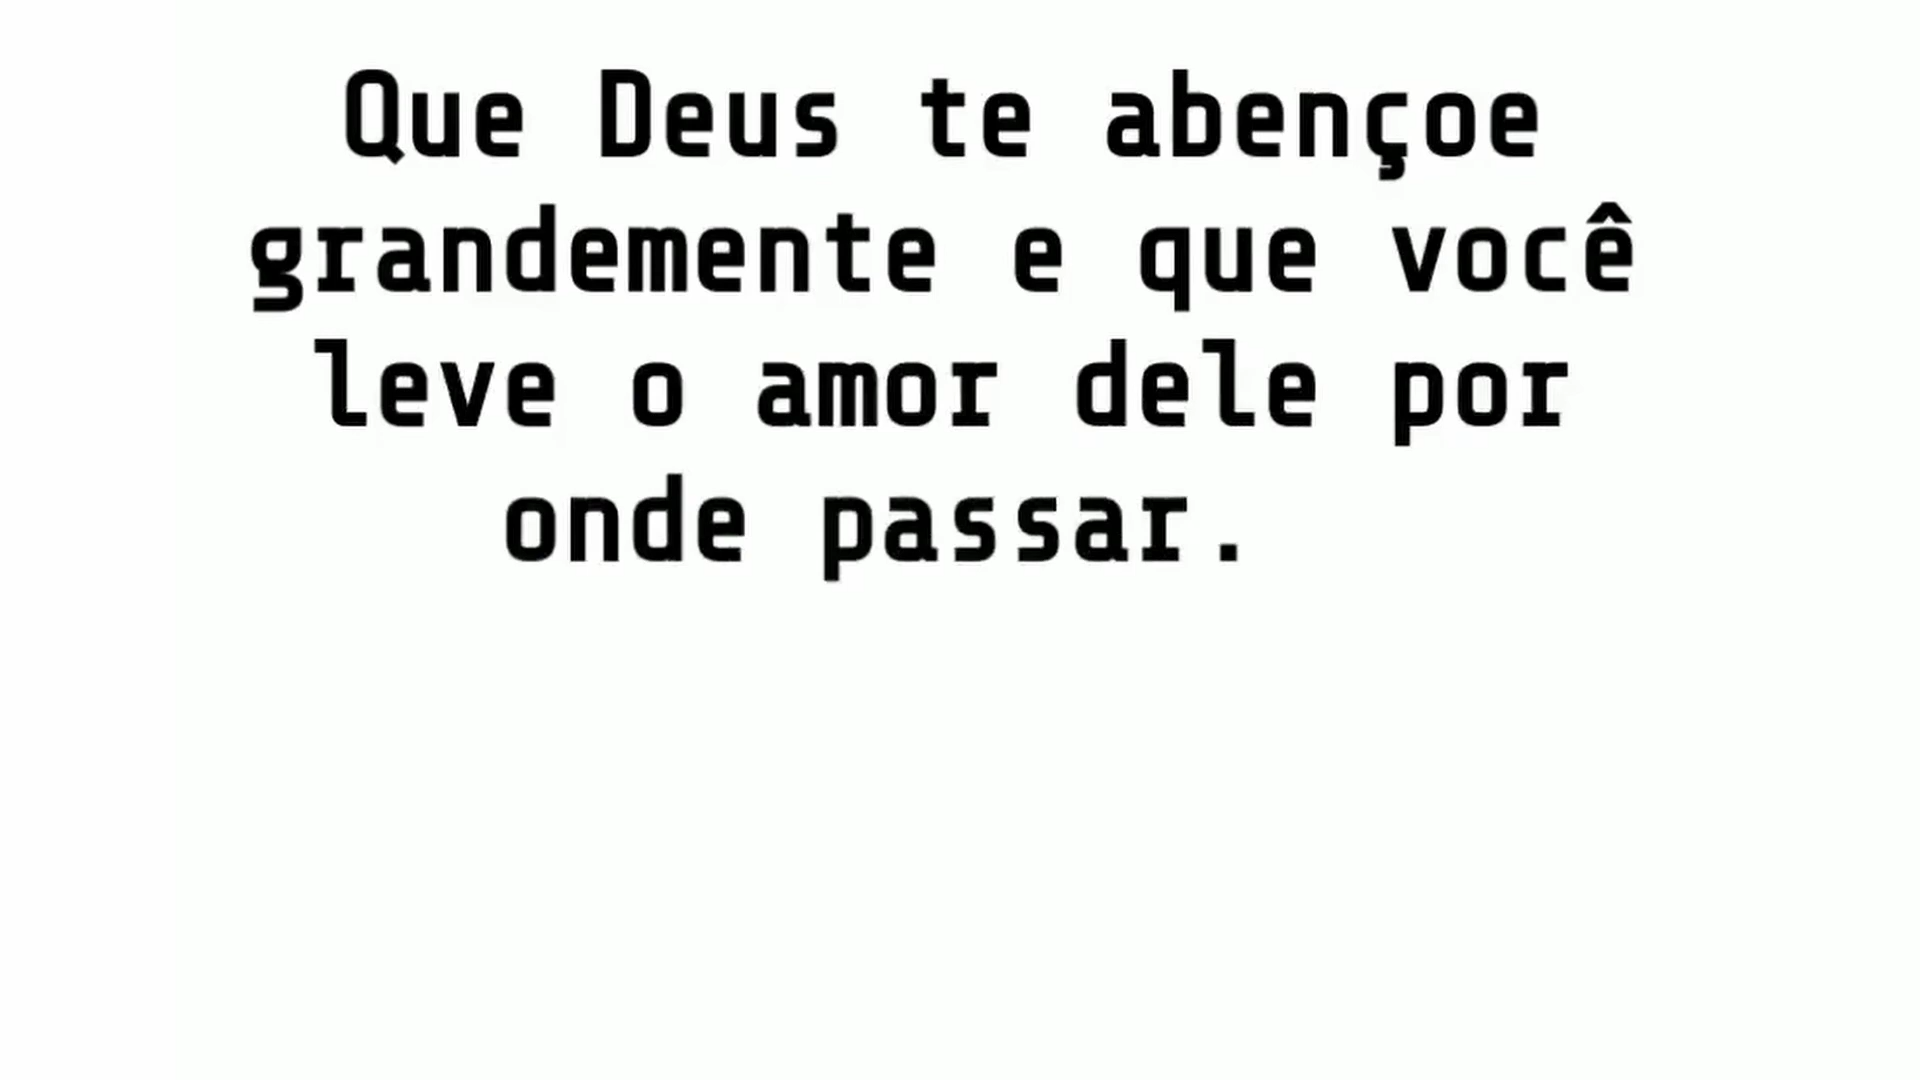 Que Deus te abençoe
grandemente e que você
leve o amor dele por
onde passar.